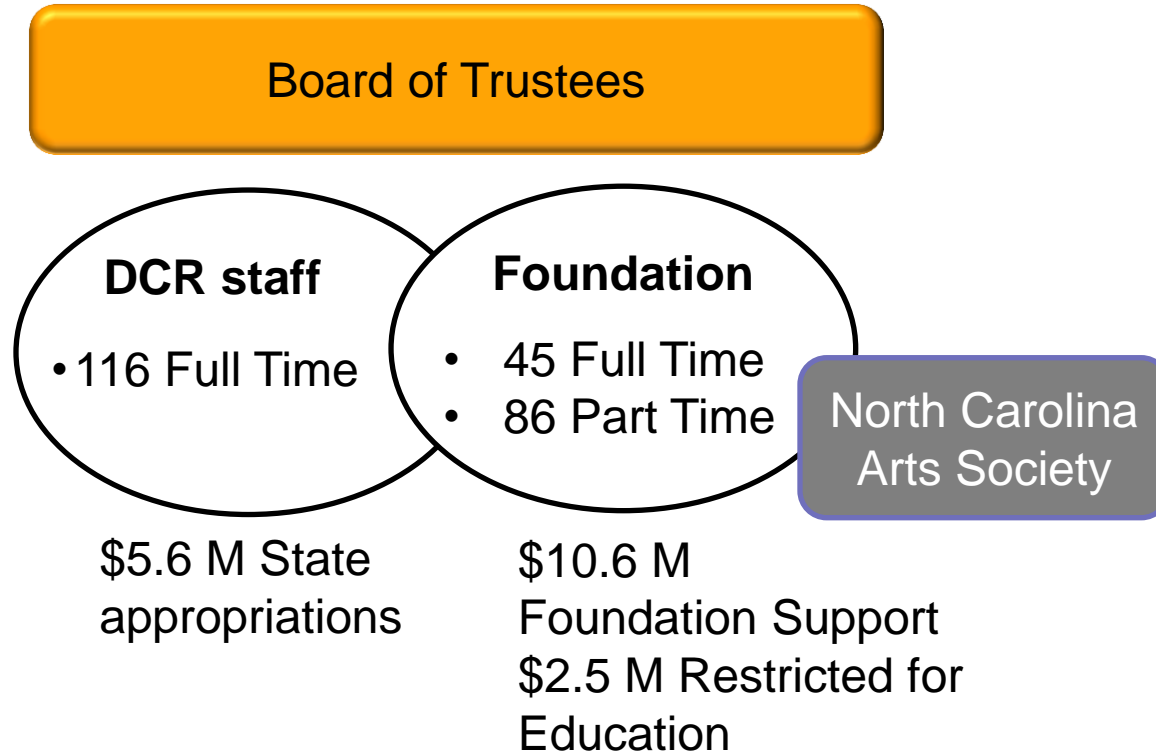 Board of Trustees
DCR staff
• 116 Full Time
Foundation
• 45 Full Time
• 86 Part Time
North Carolina
Arts Society
$5.6 M State
appropriations
$10.6 M
Foundation Support
$2.5 M Restricted for
Education